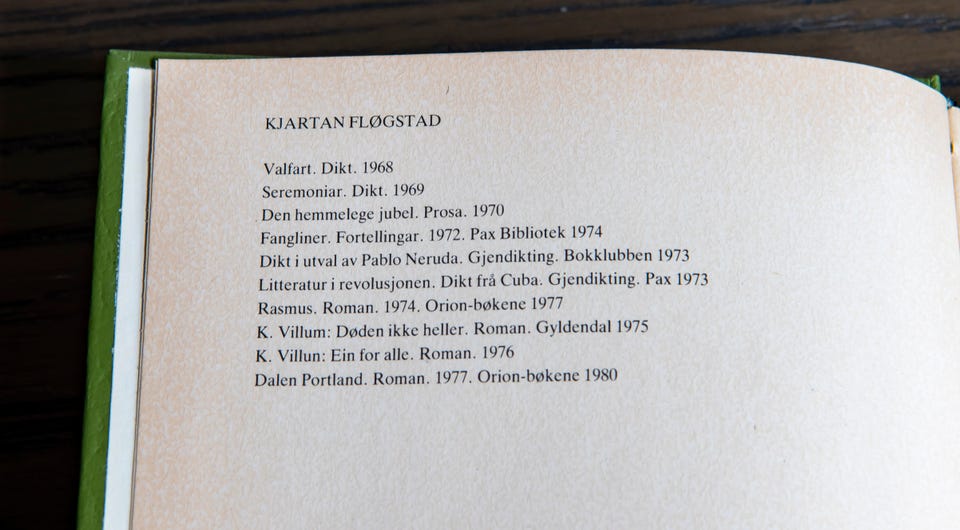 KJARTAN FLØGSTAD
Valfart. Dikt. 1968
Seremoniar. Dikt. 1969
Den hemmelege jubel. Prosa. 1970
Fangliner. Fortellingar. 1972. Pax Bibliotek 1974
Dikt i utval av Pablo Neruda. Gjendikting. Bokklubben 1973
Litteratur i revolusjonen. Dikt frå Cuba. Gjendikting. Pax 1973
Rasmus. Roman. 1974. Orion-bøkene 1977
K. Villum: Døden ikke heller. Roman. Gyldendal 1975
K. Villun: Ein for alle. Roman. 1976
Dalen Portland. Roman. 1977. Orion-bøkene 1980